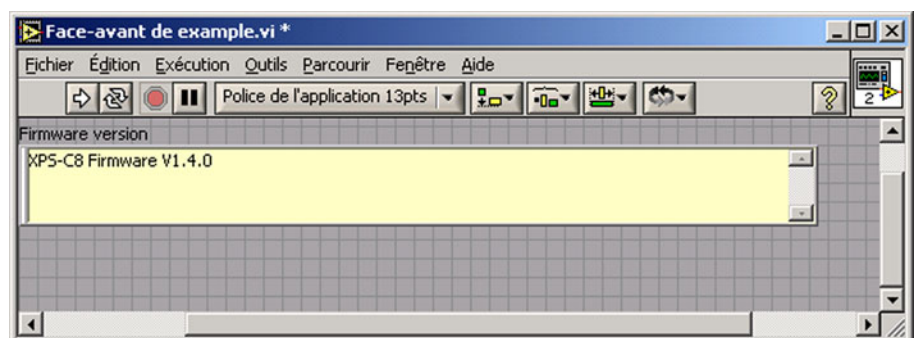 Face-avant de example.vi *
Fichier Édition Exécution Outils Parcourir Fenêtre Aide
Police de l'application 13pts
2
Firmware version
XPS-C8 Firmware V1.4.0